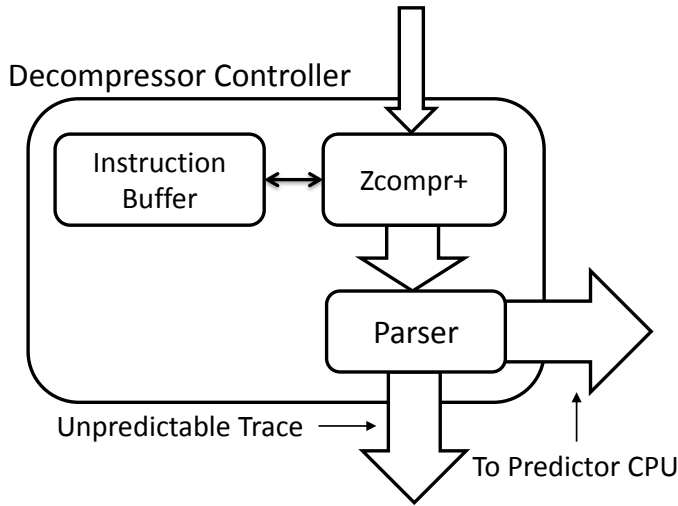 Decompressor Controller
Instruction
Buffer
Zcompr+
Parser
Unpredictable Trace
To Predictor CPU